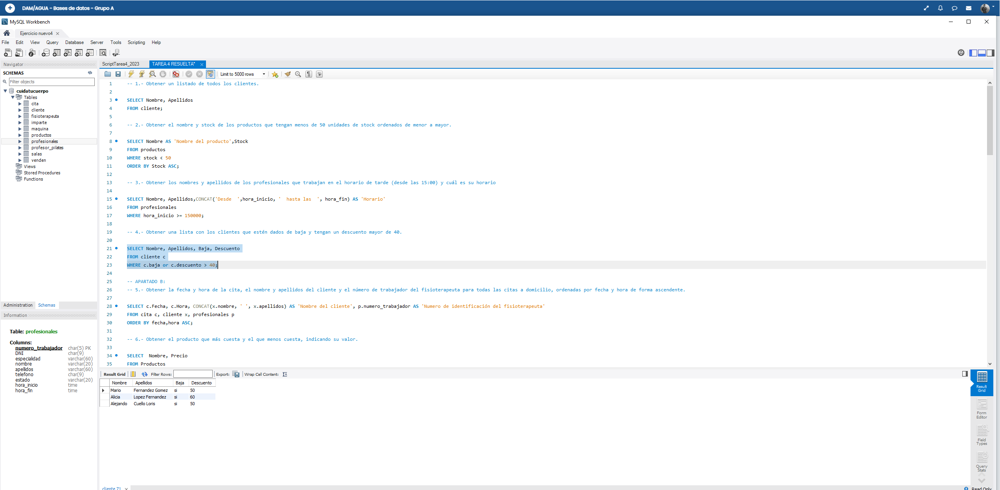 DAM/AGUA - Bases de datos - Grupo A
MySQL Workbench
Ejercicio nuevo4
File Edit View Query Database Server Tools Scripting Help
Navigator
SCHEMAS
Filter objects
cuidatucuerpo
Tables
cita
cliente
fisioterapeuta
imparte
maquina
productos
profesionales
profesor_pilates
salas
venden
Views
Stored Procedures
Functions
Administration Schemas
Information
Table: profesionales
Columns:
numero_trabajador char(5) PK
DNI char(9)
especialidad varchar(60)
nombre varchar(20)
apellidos varchar(60)
telefono char(9)
estado varchar(20)
hora_inicio time
hora_fin time
ScriptTarea4_2023 TAREA 4 RESUELTA*
Limit to 5000 rows
1 -- 1.- Obtener un listado de todos los clientes.
2
3 SELECT Nombre, Apellidos
4 FROM cliente;
5
6 -- 2.- Obtener el nombre y stock de los productos que tengan menos de 50 unidades de stock ordenados de menor a mayor.
7
8 SELECT Nombre AS 'Nombre del producto',Stock
9 FROM productos
10 WHERE stock < 50
11 ORDER BY Stock ASC;
12
13 -- 3.- Obtener los nombres y apellidos de los profesionales que trabajan en el horario de tarde (desde las 15:00) y cuál es su horario
14
15 SELECT Nombre, Apellidos,CONCAT('Desde  ',hora_inicio, '  hasta las  ', hora_fin) AS 'Horario'
16 FROM profesionales
17 WHERE hora_inicio >= 150000;
18
19 -- 4.- Obtener una lista con los clientes que estén dados de baja y tengan un descuento mayor de 40.
20
21 SELECT Nombre, Apellidos, Baja, Descuento
22 FROM cliente c
23 WHERE c.baja or c.descuento > 40;
24
25 -- APARTADO B:
26 -- 5.- Obtener la fecha y hora de la cita, el nombre y apellidos del cliente y el número de trabajador del fisioterapeuta para todas las citas a domicilio, ordenadas por fecha y hora de forma ascendente.
27
28 SELECT c.Fecha, c.Hora, CONCAT(x.nombre, ' ', x.apellidos) AS 'Nombre del cliente', p.numero_trabajador AS 'Numero de identificación del fisioterapeuta'
29 FROM cita c, cliente x, profesionales p
30 ORDER BY fecha,hora ASC;
31
32 -- 6.- Obtener el producto que más cuesta y el que menos cuesta, indicando su valor.
33
34 SELECT  Nombre, Precio
35 FROM Productos
Result Grid Filter Rows: Export: Wrap Cell Content:
Nombre Apellidos Baja Descuento
Mario Fernandez Gomez si 50
Alicia Lopez Fernandez si 60
Alejando Cuello Loris si 50
Result
Grid
Form
Editor
Field
Types
Query
Stats
cliente 71
Read Only